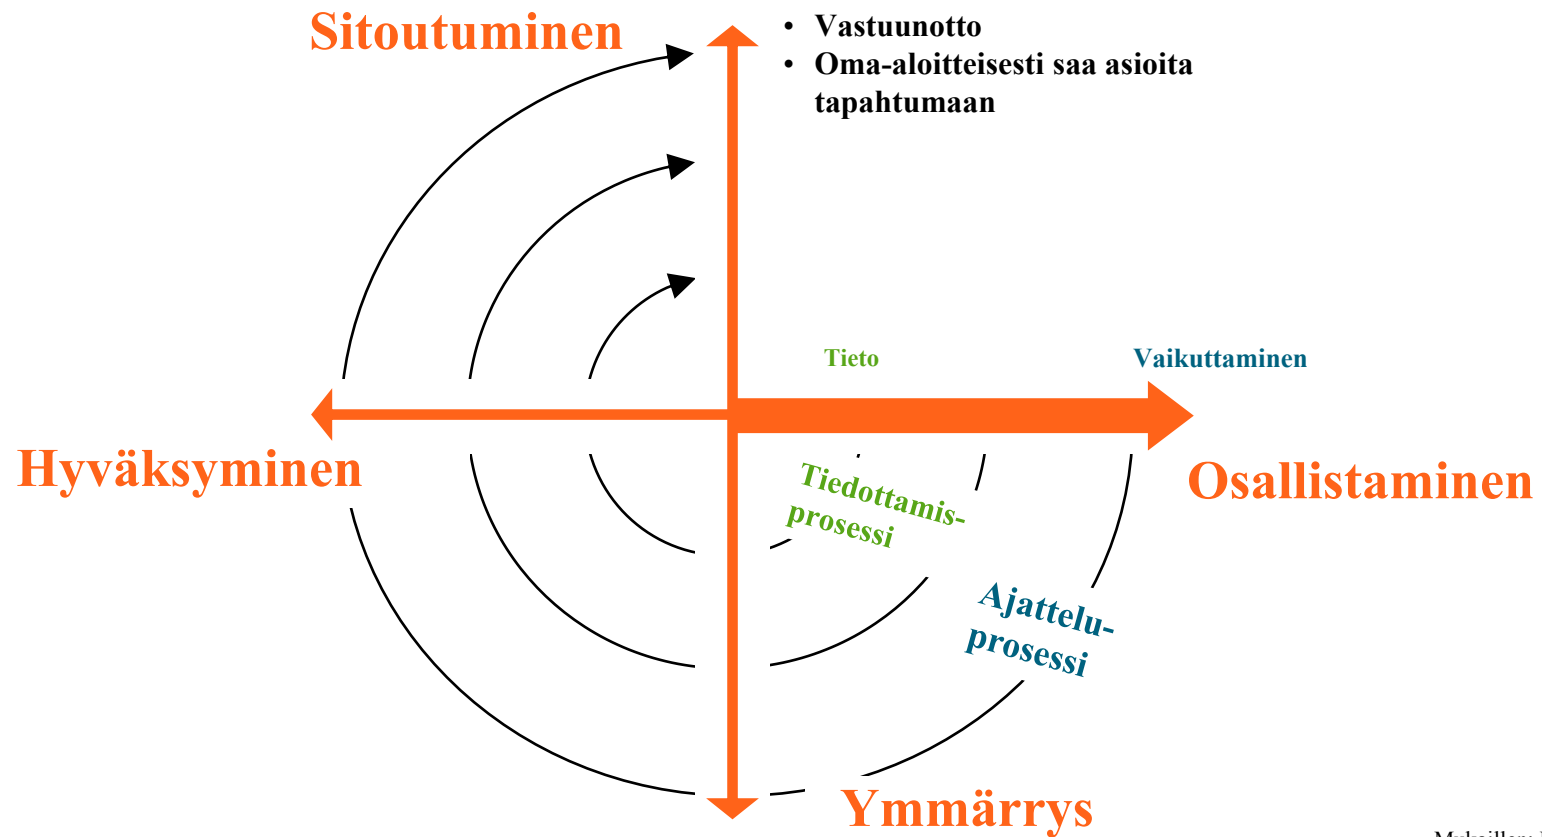 Sitoutuminen
• Vastuunotto
• Oma-aloitteisesti saa asioita
tapahtumaan
Tieto
Vaikuttaminen
Hyväksyminen
Osallistaminen
Tiedottamis-
prosessi
Ajattelu-
prosessi
Ymmärrys